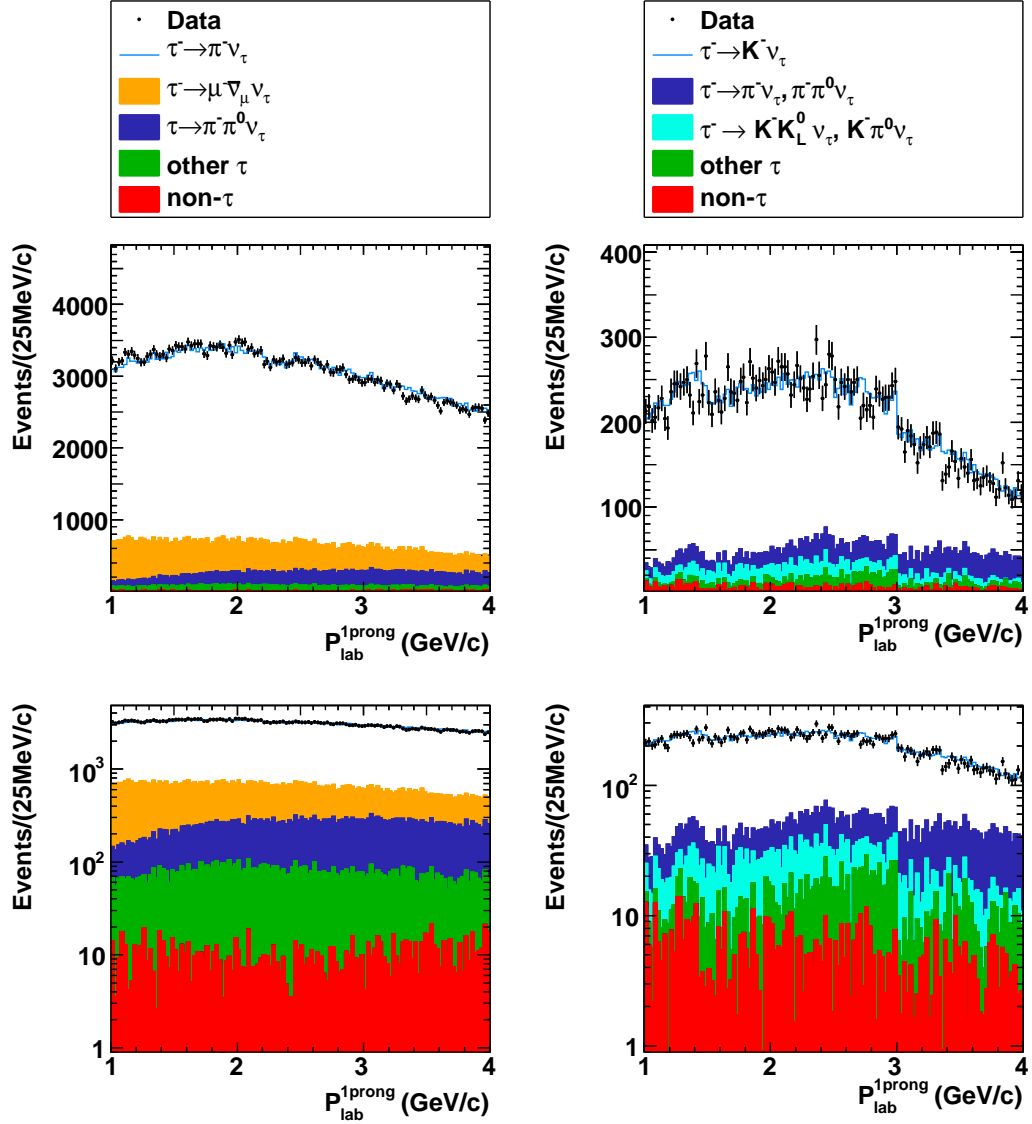 Data
τ⁻→π⁻ν_τ
τ⁻→μ⁻ν̅_μ ν_τ
τ→π⁻π⁰ν_τ
other τ
non-τ
Data
τ⁻→K⁻ν_τ
τ⁻→π⁻ν_τ, π⁻π⁰ν_τ
τ⁻→ K⁻K⁰_L ν_τ, K⁻π⁰ν_τ
other τ
non-τ
Events/(25MeV/c)
4000
3000
2000
1000
1 2 3 4
P_lab^1prong (GeV/c)
Events/(25MeV/c)
400
300
200
100
1 2 3 4
P_lab^1prong (GeV/c)
Events/(25MeV/c)
10³
10²
10
1
1 2 3 4
P_lab^1prong (GeV/c)
Events/(25MeV/c)
10²
10
1
1 2 3 4
P_lab^1prong (GeV/c)